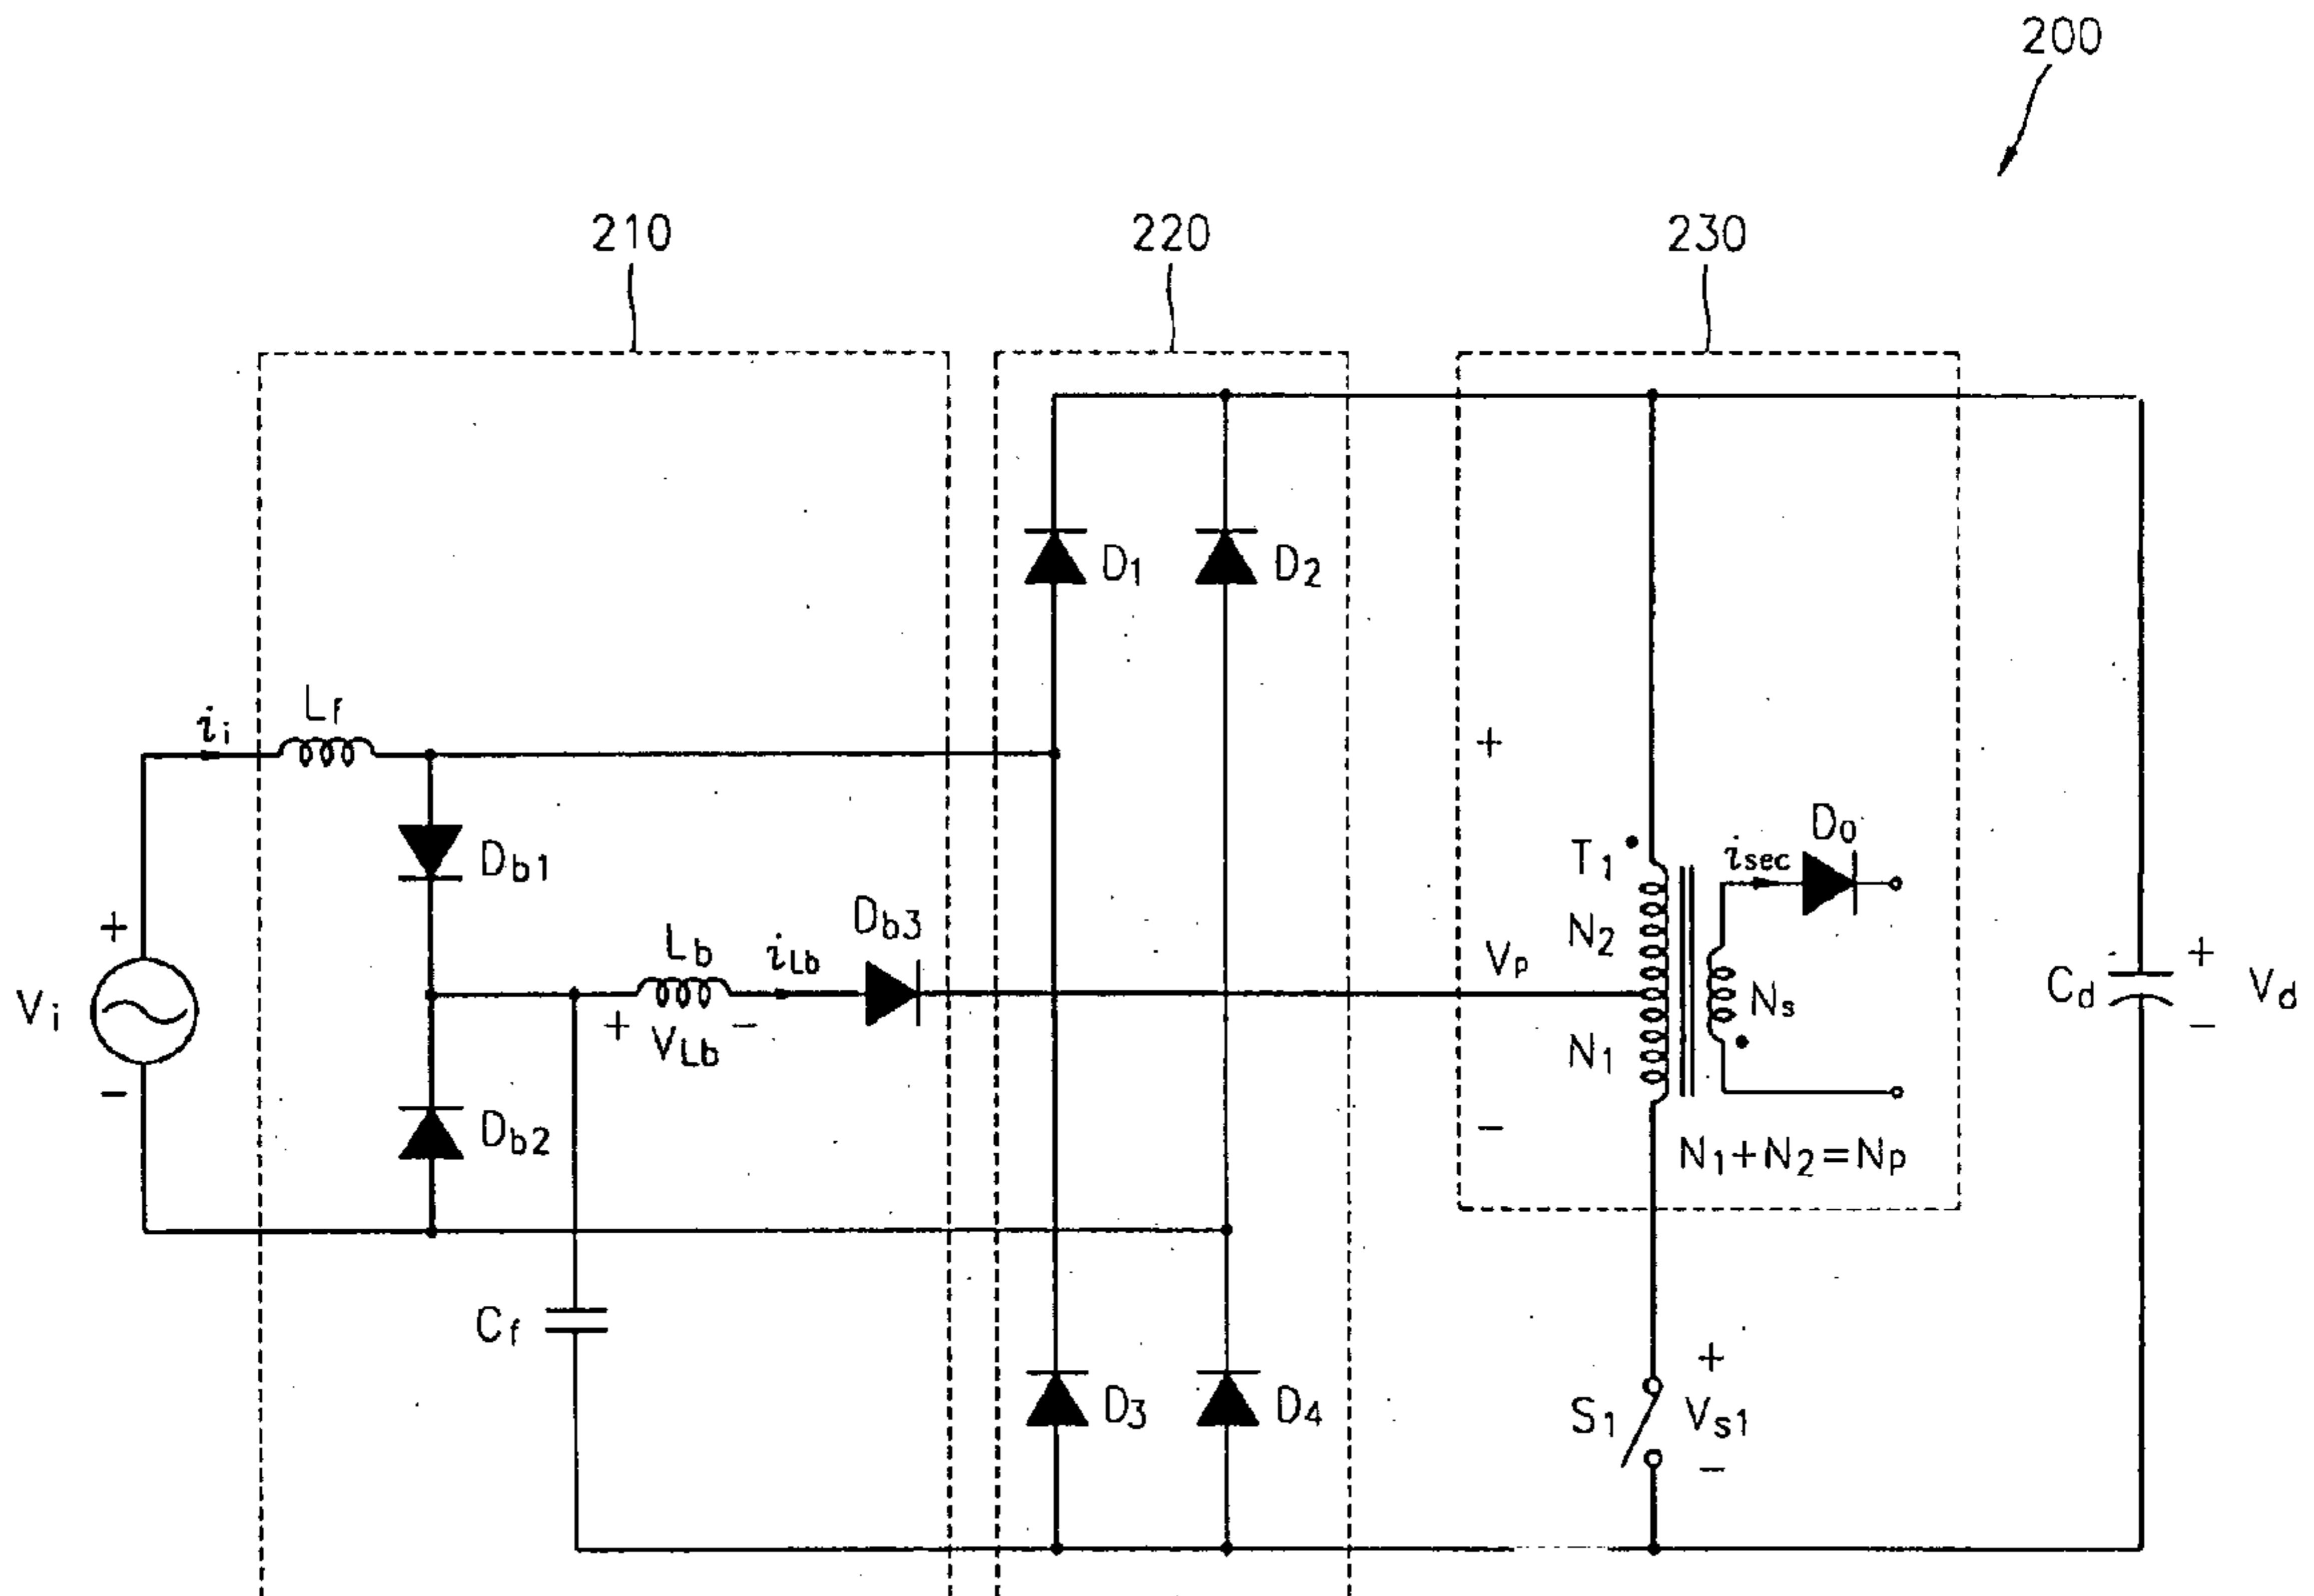 200
210
220
230
D1
D2
Lf
ii
+
Db1
T1
D0
isec
+
Db3
Lb
iLb
N2
VP
Vi
+
−
VLb
Ns
Cd
+
−
Vd
N1
−
Db2
−
N1+N2=NP
Cf
D3
D4
S1
+
Vs1
−